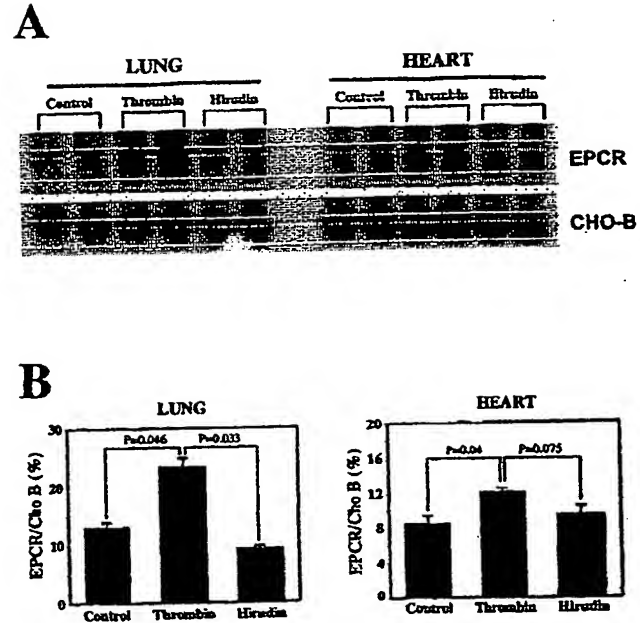 A
LUNG HEART
Control Thrombin Hirudin Control Thrombin Hirudin
EPCR
CHO-B
B
LUNG
30
20
10
0
EPCR/Cho B (%)
P=0.046 P=0.033
Control Thrombin Hirudin
HEART
20
16
12
8
4
0
EPCR/Cho B (%)
P=0.04 P=0.075
Control Thrombin Hirudin